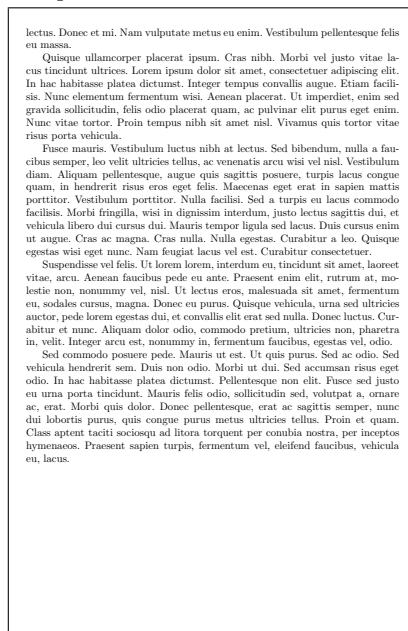 lectus. Donec et mi. Nam vulputate metus eu enim. Vestibulum pellentesque felis
eu massa.
Quisque ullamcorper placerat ipsum. Cras nibh. Morbi vel justo vitae la-
cus tincidunt ultrices. Lorem ipsum dolor sit amet, consectetuer adipiscing elit.
In hac habitasse platea dictumst. Integer tempus convallis augue. Etiam facili-
sis. Nunc elementum fermentum wisi. Aenean placerat. Ut imperdiet, enim sed
gravida sollicitudin, felis odio placerat quam, ac pulvinar elit purus eget enim.
Nunc vitae tortor. Proin tempus nibh sit amet nisl. Vivamus quis tortor vitae
risus porta vehicula.
Fusce mauris. Vestibulum luctus nibh at lectus. Sed bibendum, nulla a fau-
cibus semper, leo velit ultricies tellus, ac venenatis arcu wisi vel nisl. Vestibulum
diam. Aliquam pellentesque, augue quis sagittis posuere, turpis lacus congue
quam, in hendrerit risus eros eget felis. Maecenas eget erat in sapien mattis
porttitor. Vestibulum porttitor. Nulla facilisi. Sed a turpis eu lacus commodo
facilisis. Morbi fringilla, wisi in dignissim interdum, justo lectus sagittis dui, et
vehicula libero dui cursus dui. Mauris tempor ligula sed lacus. Duis cursus enim
ut augue. Cras ac magna. Cras nulla. Nulla egestas. Curabitur a leo. Quisque
egestas wisi eget nunc. Nam feugiat lacus vel est. Curabitur consectetuer.
Suspendisse vel felis. Ut lorem lorem, interdum eu, tincidunt sit amet, laoreet
vitae, arcu. Aenean faucibus pede eu ante. Praesent enim elit, rutrum at, mo-
lestie non, nonummy vel, nisl. Ut lectus eros, malesuada sit amet, fermentum
eu, sodales cursus, magna. Donec eu purus. Quisque vehicula, urna sed ultricies
auctor, pede lorem egestas dui, et convallis elit erat sed nulla. Donec luctus. Cur-
abitur et nunc. Aliquam dolor odio, commodo pretium, ultricies non, pharetra
in, velit. Integer arcu est, nonummy in, fermentum faucibus, egestas vel, odio.
Sed commodo posuere pede. Mauris ut est. Ut quis purus. Sed ac odio. Sed
vehicula hendrerit sem. Duis non odio. Morbi ut dui. Sed accumsan risus eget
odio. In hac habitasse platea dictumst. Pellentesque non elit. Fusce sed justo
eu urna porta tincidunt. Mauris felis odio, sollicitudin sed, volutpat a, ornare
ac, erat. Morbi quis dolor. Donec pellentesque, erat ac sagittis semper, nunc
dui lobortis purus, quis congue purus metus ultricies tellus. Proin et quam.
Class aptent taciti sociosqu ad litora torquent per conubia nostra, per inceptos
hymenaeos. Praesent sapien turpis, fermentum vel, eleifend faucibus, vehicula
eu, lacus.